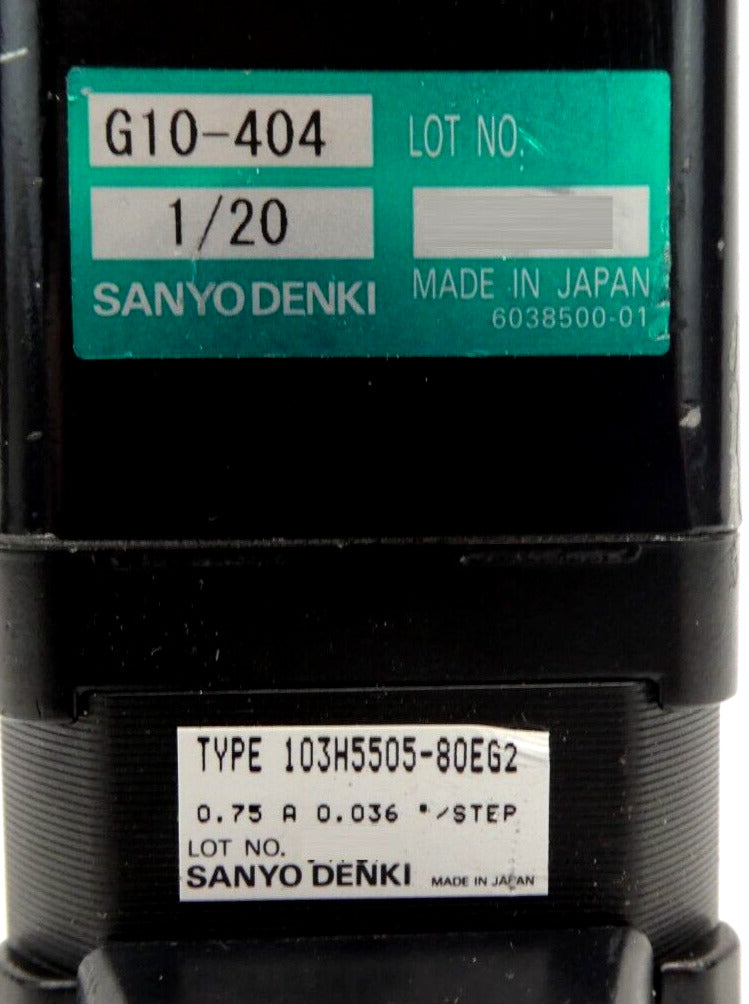 G10-404
LOT NO.
1/20
SANYO DENKI
MADE IN JAPAN
6038500-01
TYPE 103H5505-80EG2
0.75 A 0.036 °/STEP
LOT NO.
SANYO DENKI MADE IN JAPAN